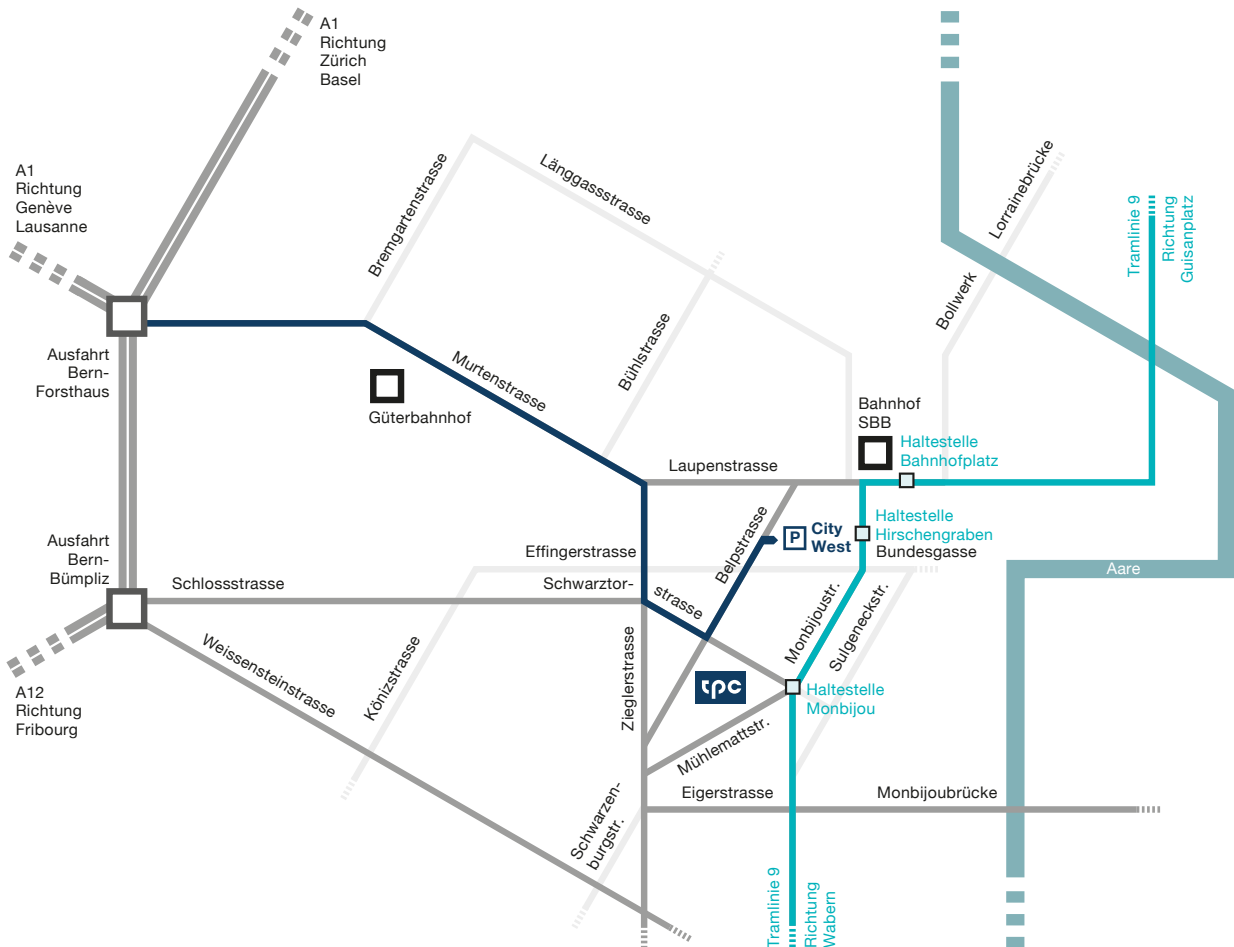 A1
Richtung
Zürich
Basel
A1
Richtung
Genève
Lausanne
Bremgartenstrasse
Länggassstrasse
Lorrainebrücke
Tramlinie 9
Richtung
Guisanplatz
Bollwerk
Ausfahrt
Bern-
Forsthaus
Murtenstrasse
Bühlstrasse
Güterbahnhof
Bahnhof
SBB
Haltestelle
Bahnhofplatz
Laupenstrasse
Belpstrasse
P
City
West
Haltestelle
Hirschengraben
Bundesgasse
Ausfahrt
Bern-
Bümpliz
Effingerstrasse
Schlossstrasse
Schwarztor-
strasse
Aare
Monbijoustr.
Sulgeneckstr.
Weissensteinstrasse
Könizstrasse
Zieglerstrasse
tpc
Haltestelle
Monbijou
A12
Richtung
Fribourg
Mühlemattstr.
Eigerstrasse
Monbijoubrücke
Schwarzen-
burgstr.
Tramlinie 9
Richtung
Wabern